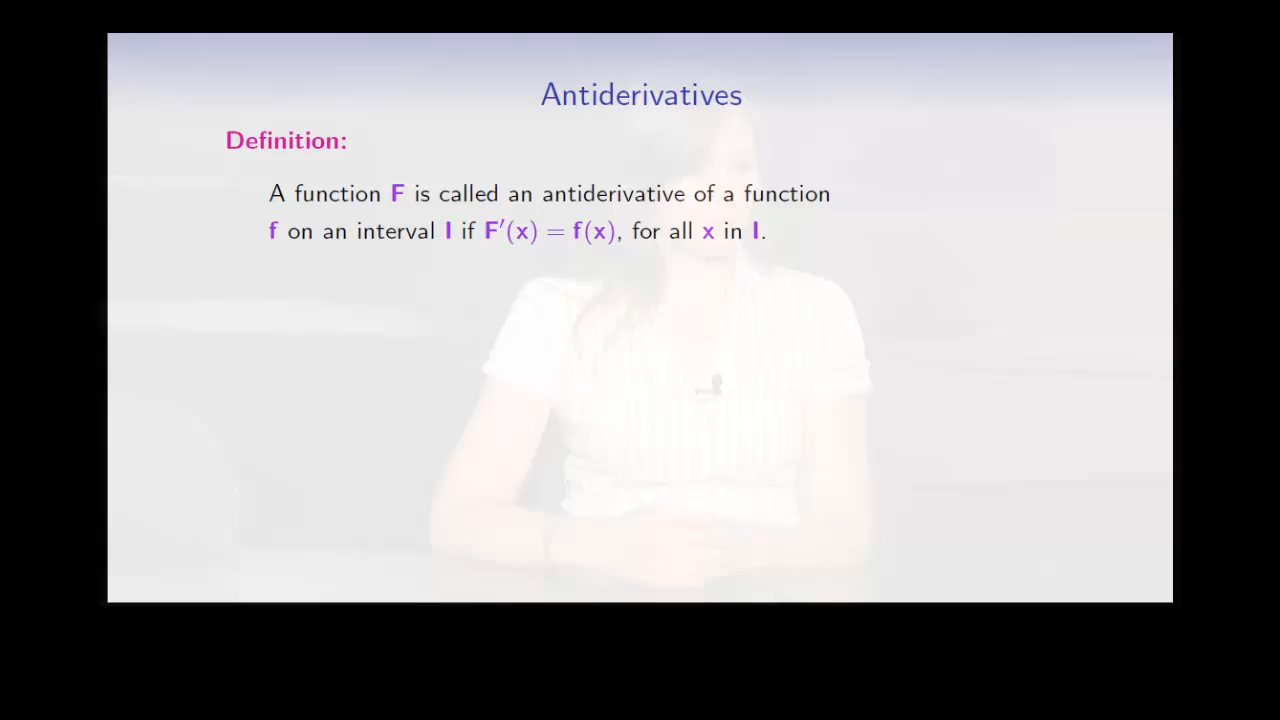 Antiderivatives
Definition:
A function F is called an antiderivative of a function
f on an interval I if F′(x) = f(x), for all x in I.